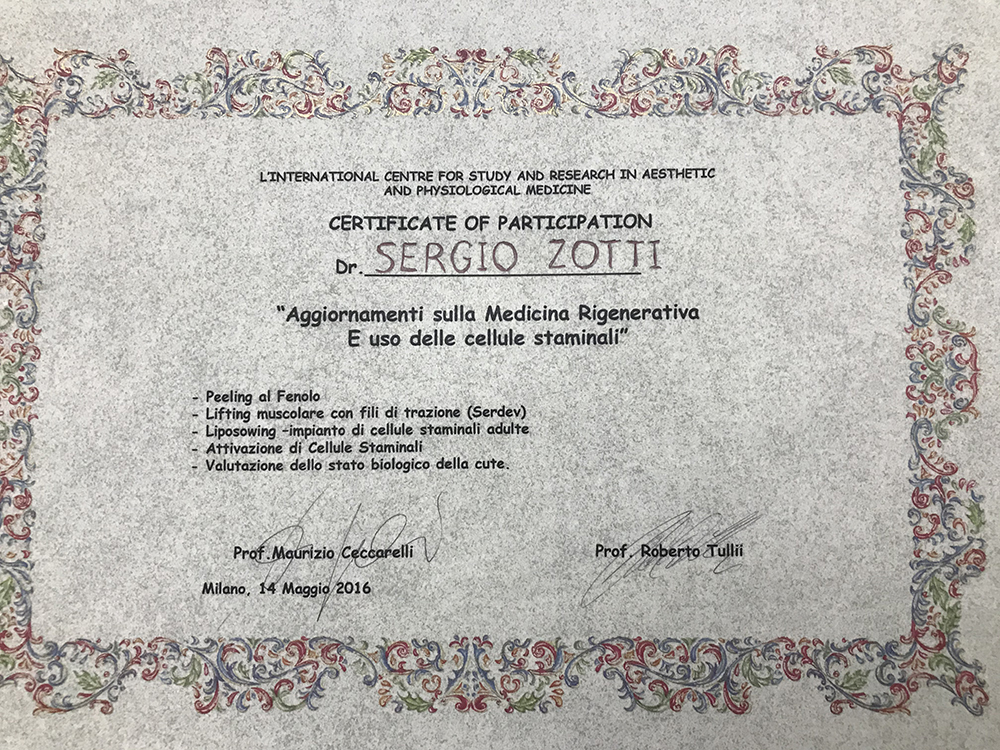 L'INTERNATIONAL CENTRE FOR STUDY AND RESEARCH IN AESTHETIC
AND PHYSIOLOGICAL MEDICINE
CERTIFICATE OF PARTICIPATION
Dr. SERGIO ZOTTI
"Aggiornamenti sulla Medicina Rigenerativa
E uso delle cellule staminali"
- Peeling al Fenolo
- Lifting muscolare con fili di trazione (Serdev)
- Liposowing -impianto di cellule staminali adulte
- Attivazione di Cellule Staminali
- Valutazione dello stato biologico della cute.
Prof.Maurizio Ceccarelli Prof. Roberto Tullii
Milano, 14 Maggio 2016